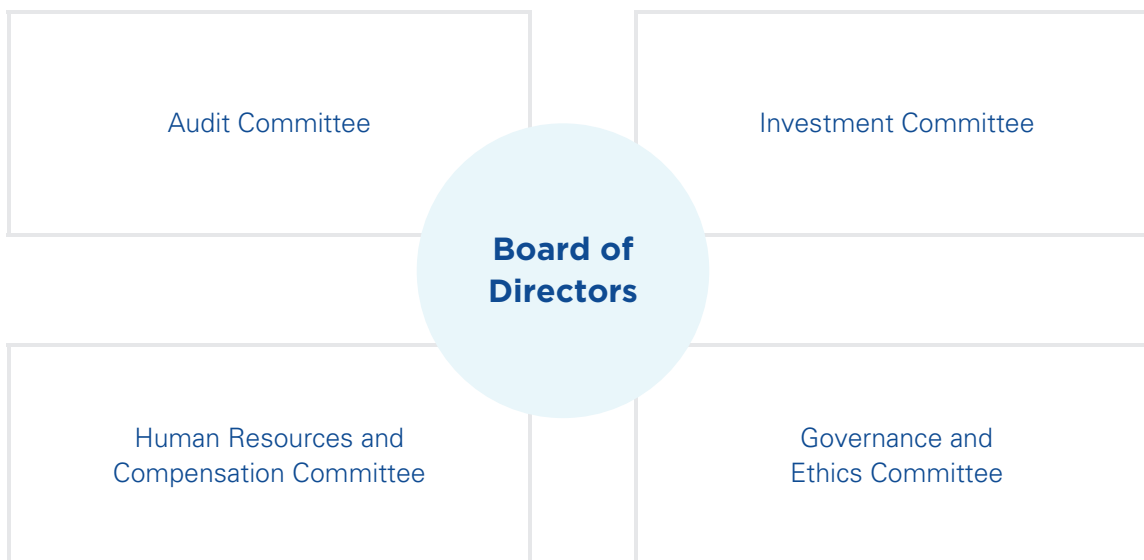 Audit Committee
Investment Committee
Board of
Directors
Human Resources and
Compensation Committee
Governance and
Ethics Committee